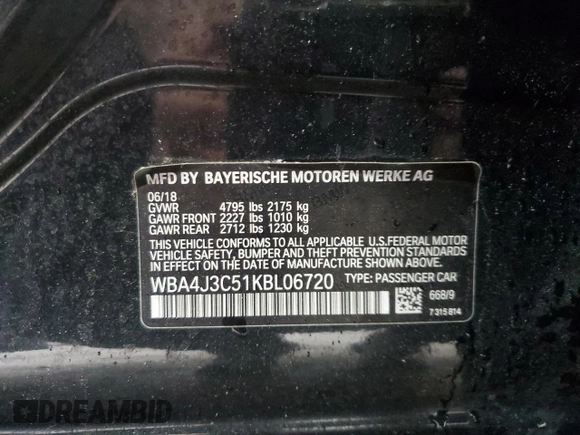 MFD BY BAYERISCHE MOTOREN WERKE AG
06/18
GVWR 4795 lbs 2175 kg
GAWR FRONT 2227 lbs 1010 kg
GAWR REAR 2712 lbs 1230 kg
THIS VEHICLE CONFORMS TO ALL APPLICABLE U.S.FEDERAL MOTOR
VEHICLE SAFETY, BUMPER AND THEFT PREVENTION STANDARDS
IN EFFECT ON THE DATE OF MANUFACTURE SHOWN ABOVE.
WBA4J3C51KBL06720 TYPE: PASSENGER CAR
668/9
7 315 814
DREAMBID